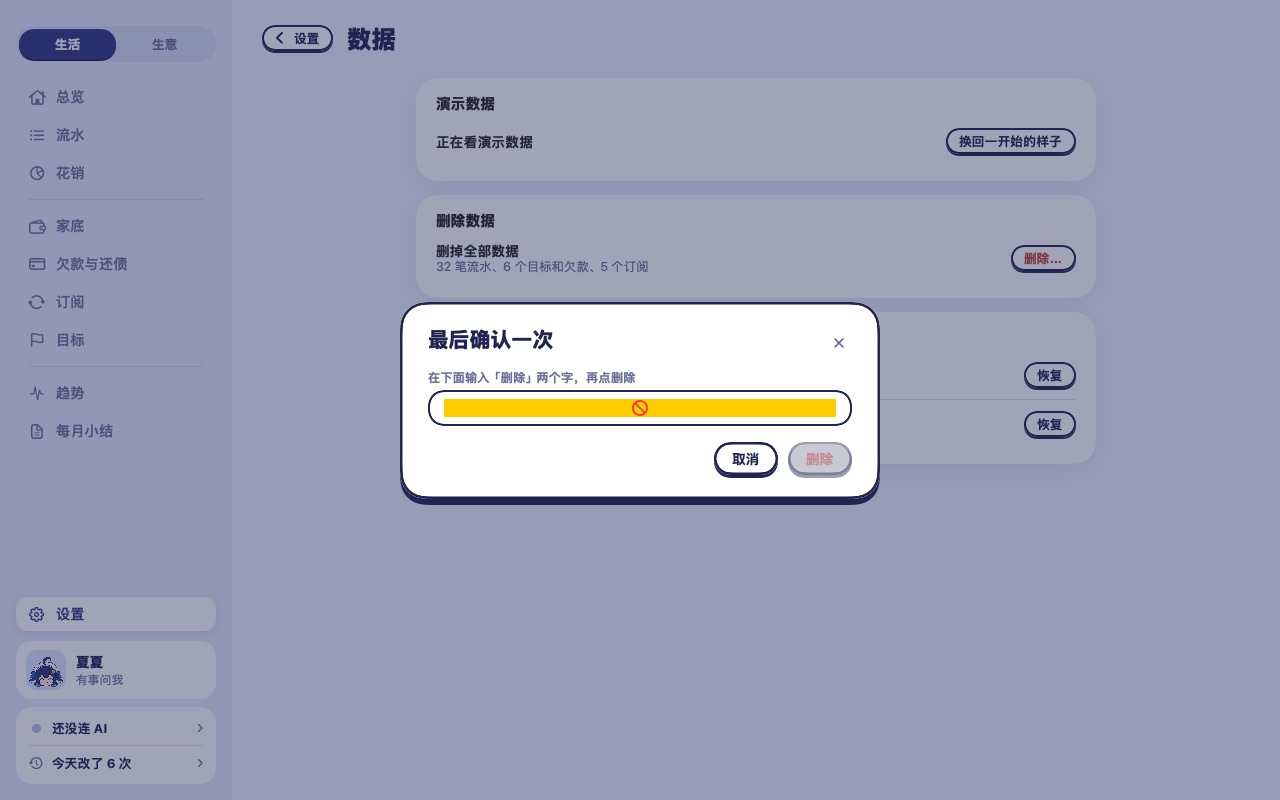 生活
生意
总览
流水
花销
家底
欠款与还债
订阅
目标
趋势
每月小结
设置
夏夏
有事问我
还没连 AI
今天改了 6 次
设置
数据
演示数据
正在看演示数据
换回一开始的样子
删除数据
删掉全部数据
32 笔流水、6 个目标和欠款、5 个订阅
删除…
恢复
恢复
最后确认一次
在下面输入「删除」两个字，再点删除
取消
删除